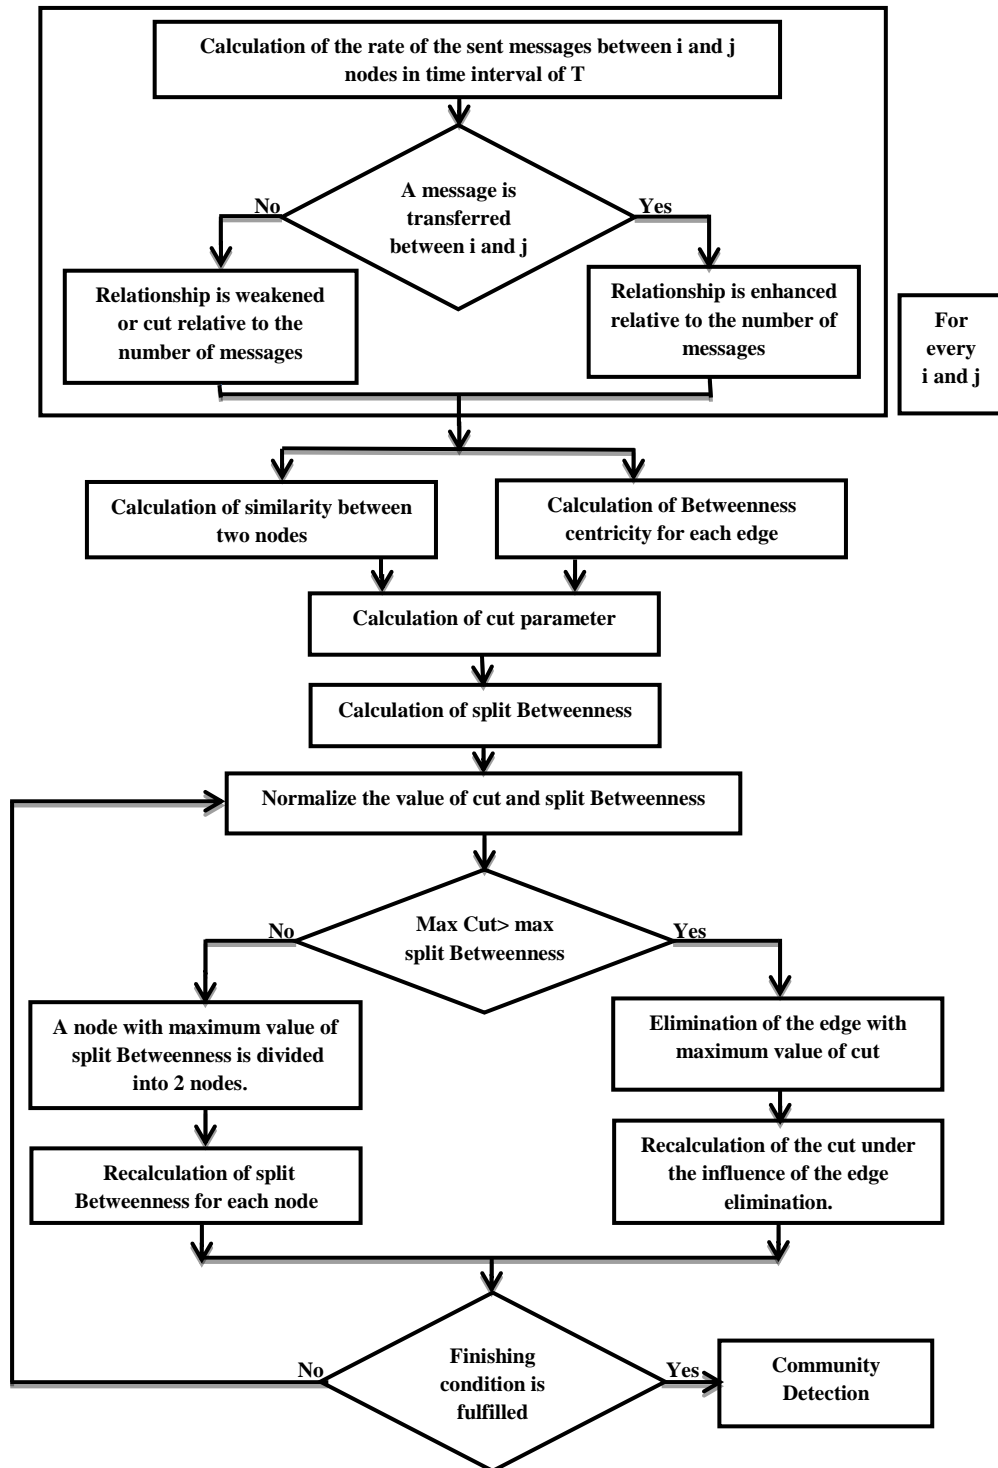 Calculation of the rate of the sent messages between i and j
nodes in time interval of T
A message is
transferred
between i and j
No
Yes
Relationship is weakened
or cut relative to the
number of messages
Relationship is enhanced
relative to the number of
messages
For
every
i and j
Calculation of similarity between
two nodes
Calculation of Betweenness
centricity for each edge
Calculation of cut parameter
Calculation of split Betweenness
Normalize the value of cut and split Betweenness
Max Cut> max
split Betweenness
No
Yes
A node with maximum value of
split Betweenness is divided
into 2 nodes.
Elimination of the edge with
maximum value of cut
Recalculation of split
Betweenness for each node
Recalculation of the cut under
the influence of the edge
elimination.
Finishing
condition is
fulfilled
No
Yes
Community
Detection